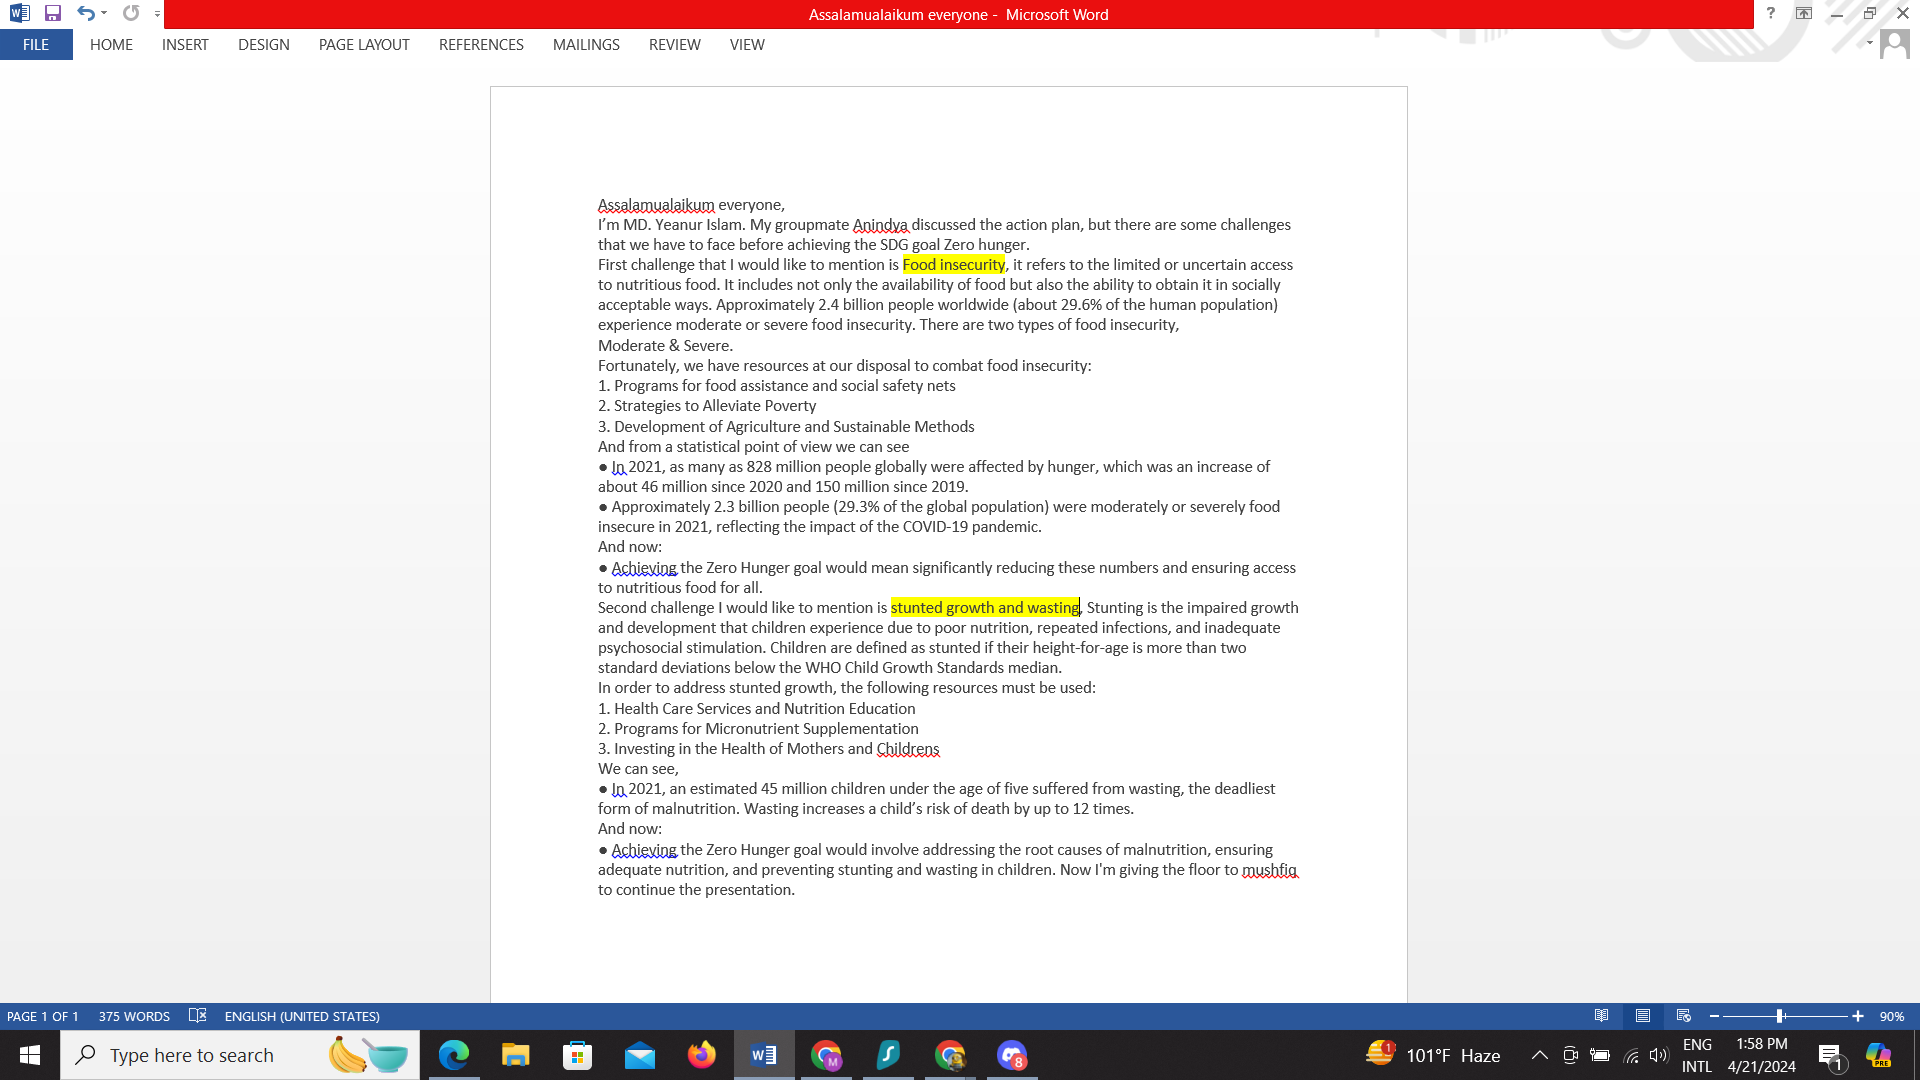 Assalamualaikum everyone - Microsoft Word
?
FILE HOME INSERT DESIGN PAGE LAYOUT REFERENCES MAILINGS REVIEW VIEW
Assalamualaikum everyone,
I’m MD. Yeanur Islam. My groupmate Anindya discussed the action plan, but there are some challenges
that we have to face before achieving the SDG goal Zero hunger.
First challenge that I would like to mention is Food insecurity, it refers to the limited or uncertain access
to nutritious food. It includes not only the availability of food but also the ability to obtain it in socially
acceptable ways. Approximately 2.4 billion people worldwide (about 29.6% of the human population)
experience moderate or severe food insecurity. There are two types of food insecurity,
Moderate & Severe.
Fortunately, we have resources at our disposal to combat food insecurity:
1. Programs for food assistance and social safety nets
2. Strategies to Alleviate Poverty
3. Development of Agriculture and Sustainable Methods
And from a statistical point of view we can see
● In 2021, as many as 828 million people globally were affected by hunger, which was an increase of
about 46 million since 2020 and 150 million since 2019.
● Approximately 2.3 billion people (29.3% of the global population) were moderately or severely food
insecure in 2021, reflecting the impact of the COVID-19 pandemic.
And now:
● Achieving the Zero Hunger goal would mean significantly reducing these numbers and ensuring access
to nutritious food for all.
Second challenge I would like to mention is stunted growth and wasting, Stunting is the impaired growth
and development that children experience due to poor nutrition, repeated infections, and inadequate
psychosocial stimulation. Children are defined as stunted if their height-for-age is more than two
standard deviations below the WHO Child Growth Standards median.
In order to address stunted growth, the following resources must be used:
1. Health Care Services and Nutrition Education
2. Programs for Micronutrient Supplementation
3. Investing in the Health of Mothers and Childrens
We can see,
● In 2021, an estimated 45 million children under the age of five suffered from wasting, the deadliest
form of malnutrition. Wasting increases a child’s risk of death by up to 12 times.
And now:
● Achieving the Zero Hunger goal would involve addressing the root causes of malnutrition, ensuring
adequate nutrition, and preventing stunting and wasting in children. Now I'm giving the floor to mushfiq
to continue the presentation.
PAGE 1 OF 1 375 WORDS ENGLISH (UNITED STATES) 90%
Type here to search
M
8
1
101°F Haze
ENG
INTL
1:58 PM
4/21/2024
1
PRE